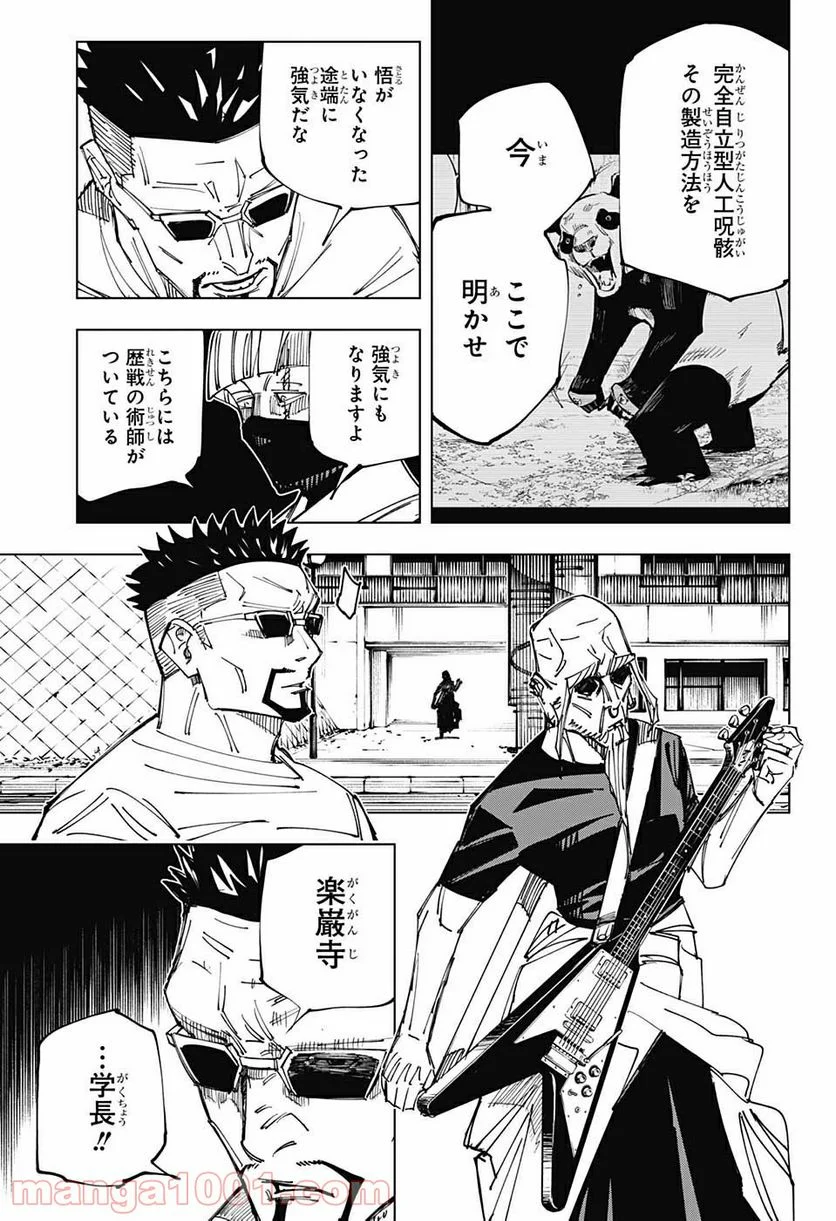 完全自立型人工呪骸
その製造方法を
今
ここで
明かせ
悟が
いなくなった
途端に
強気だな
強気にも
なりますよ
こちらには
歴戦の術師が
ついている
楽巌寺
…学長!!
manga1001.com